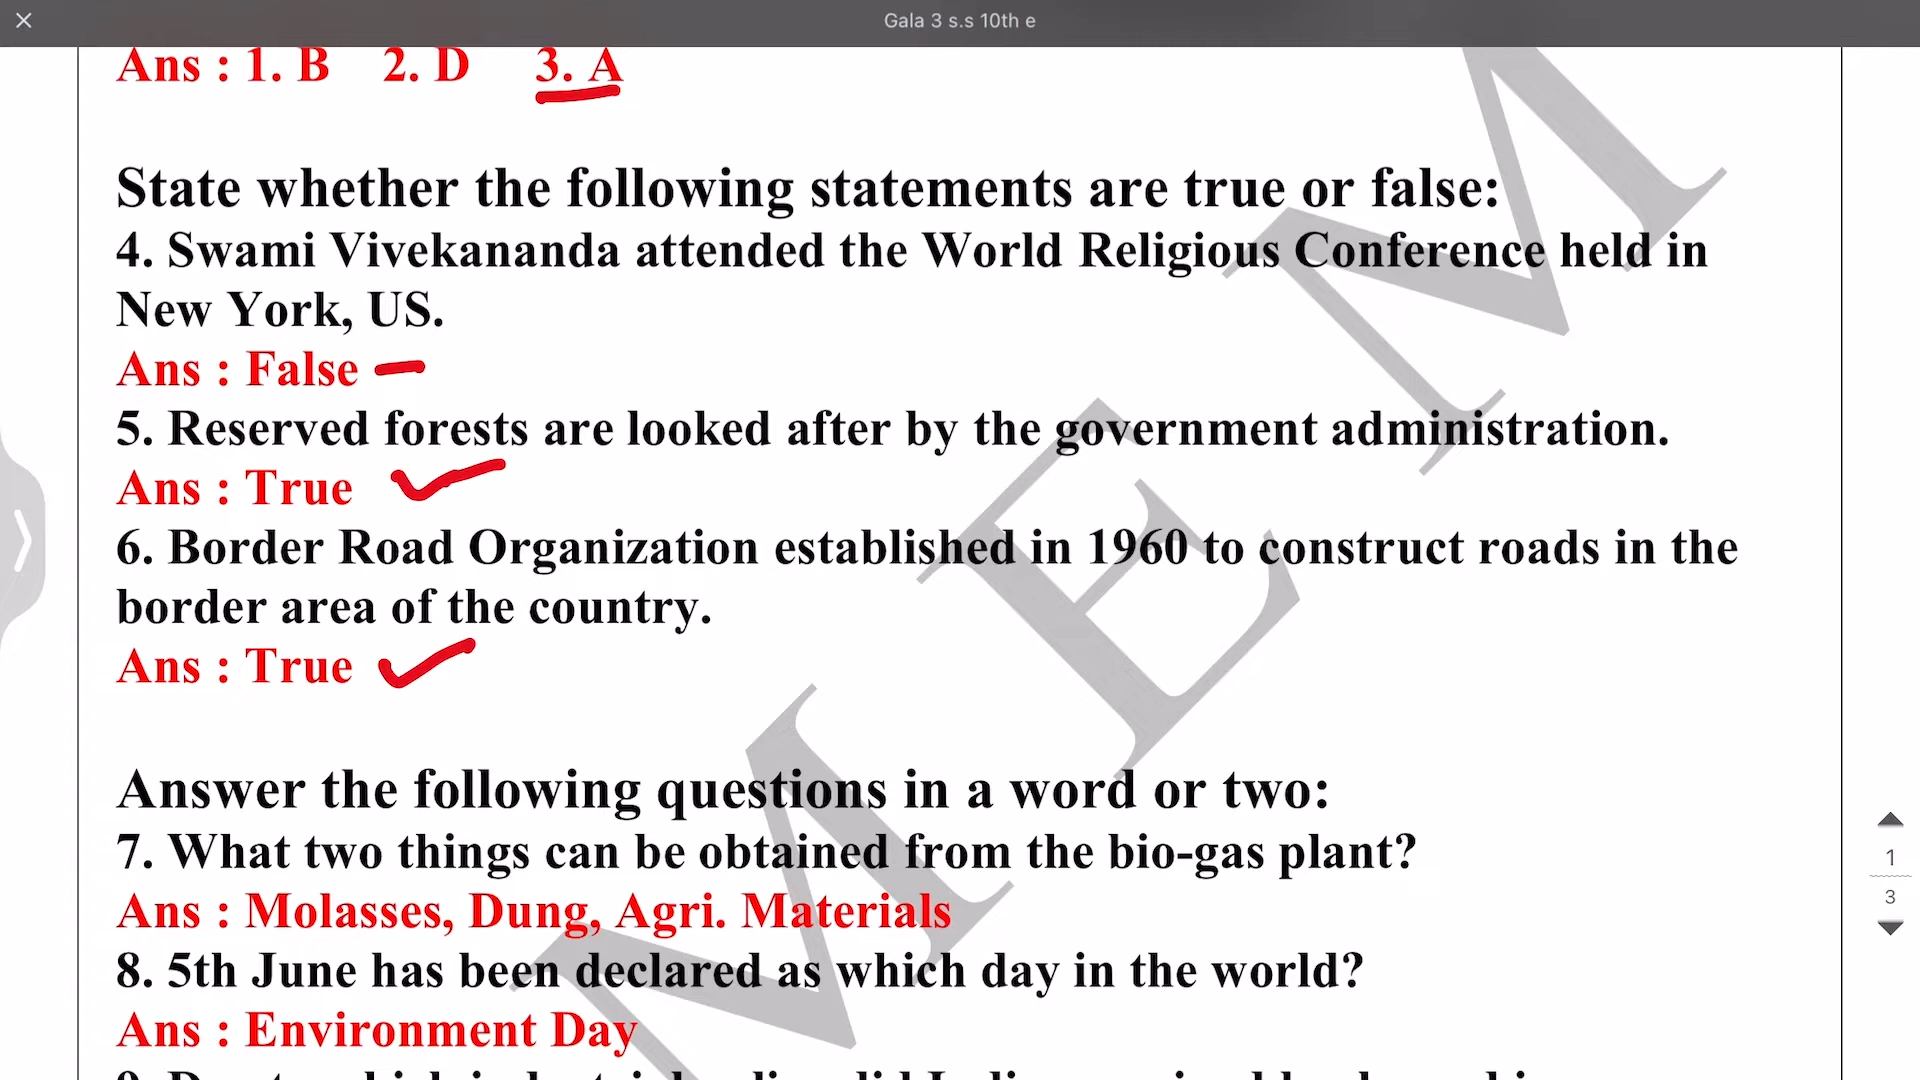 Gala 3 s.s 10th e
Ans : 1. B 2. D 3. A
State whether the following statements are true or false:
4. Swami Vivekananda attended the World Religious Conference held in
New York, US.
Ans : False
5. Reserved forests are looked after by the government administration.
Ans : True
6. Border Road Organization established in 1960 to construct roads in the
border area of the country.
Ans : True
Answer the following questions in a word or two:
7. What two things can be obtained from the bio-gas plant?
Ans : Molasses, Dung, Agri. Materials
8. 5th June has been declared as which day in the world?
Ans : Environment Day
1
3
M E M